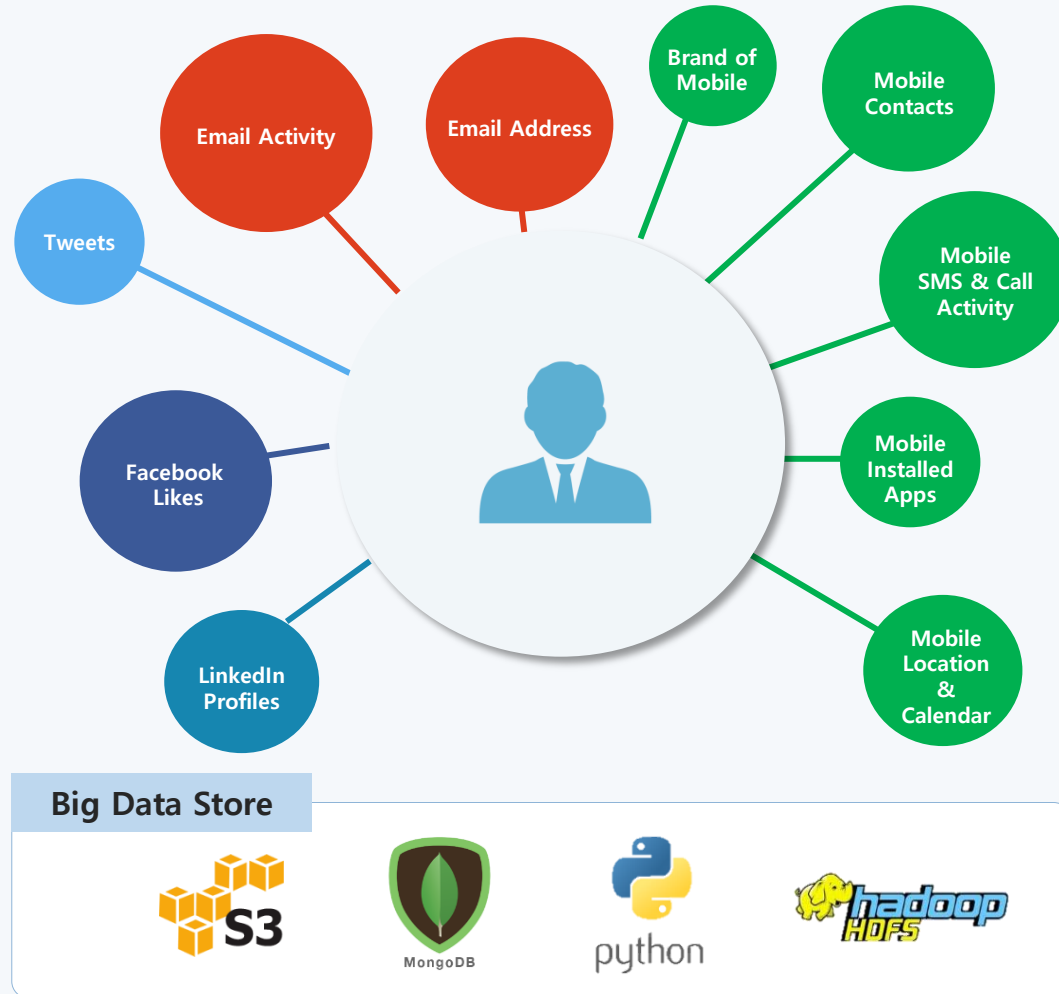 Brand of
Mobile
Mobile
Contacts
Email Activity
Email Address
Tweets
Mobile
SMS & Call
Activity
Facebook
Likes
Mobile
Installed
Apps
LinkedIn
Profiles
Mobile
Location
&
Calendar
Big Data Store
S3
MongoDB
python
hadoop
HDFS